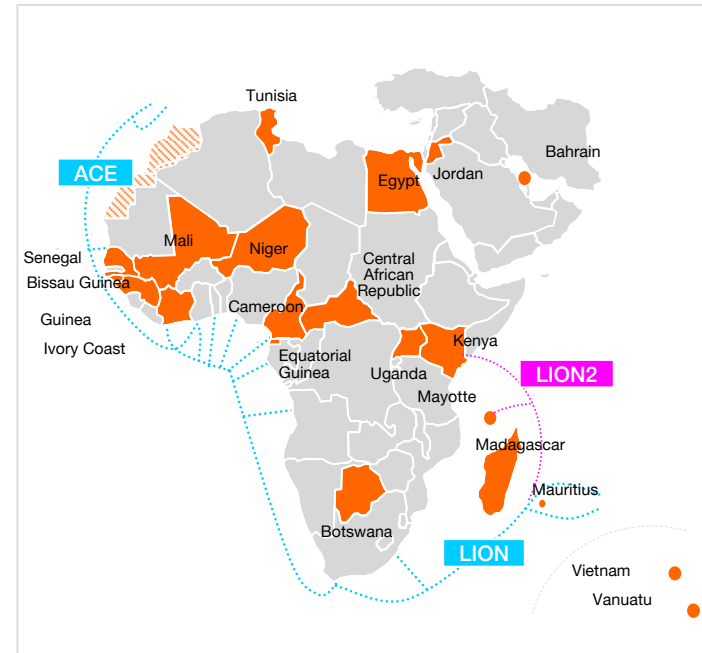 Tunisia
ACE
Bahrain
Jordan
Egypt
Mali
Niger
Senegal
Central
African
Republic
Bissau Guinea
Cameroon
Guinea
Ivory Coast
Kenya
Equatorial
Guinea
Uganda
LION2
Mayotte
Madagascar
Mauritius
Botswana
LION
Vietnam
Vanuatu